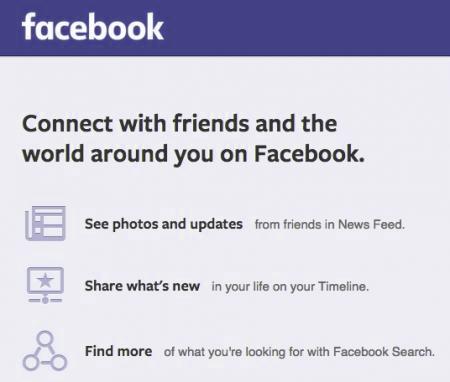 facebook
Connect with friends and the
world around you on Facebook.
See photos and updates from friends in News Feed.
Share what's new in your life on your Timeline.
Find more of what you're looking for with Facebook Search.